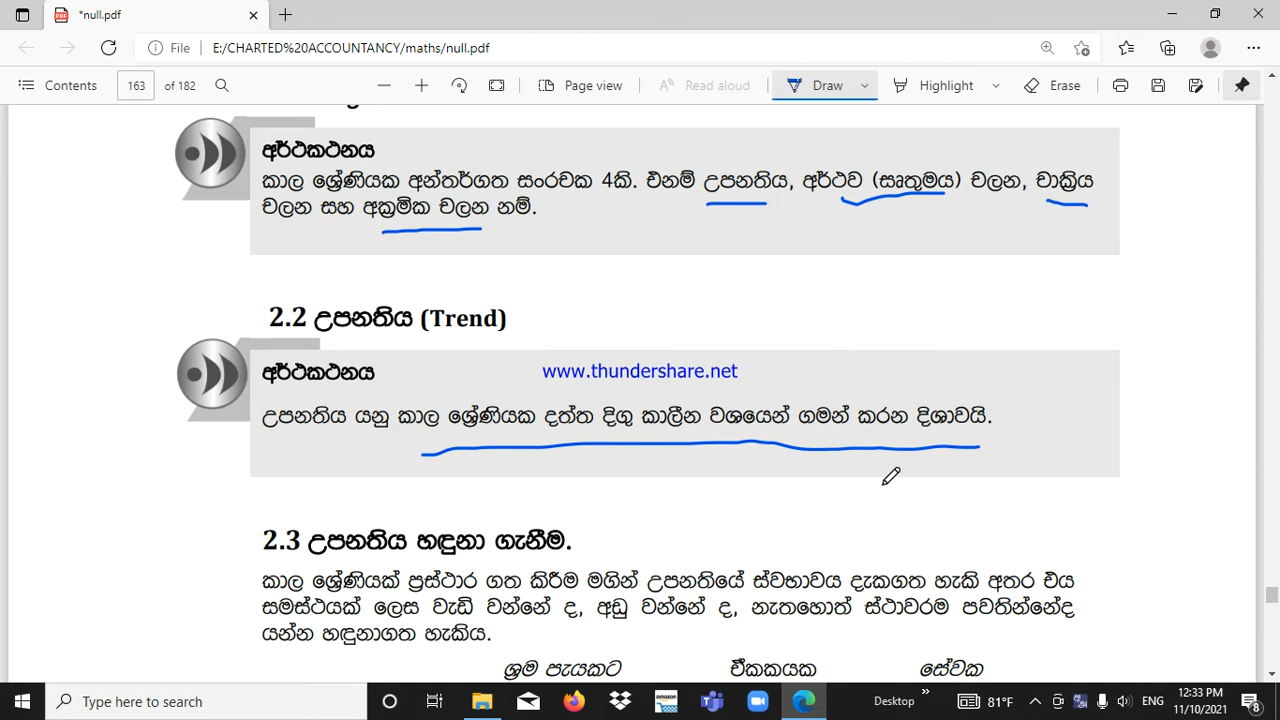 *null.pdf
File
E:/CHARTED%20ACCOUNTANCY/maths/null.pdf
Contents
163
of 182
Page view
Read aloud
Draw
Highlight
Erase
අර්ථකථනය
කාල ශ්‍රේණියක අන්තර්ගත සංරචක 4කි. එනම් උපනතිය, අර්ථව (සෘතුමය) චලන, චාක්‍රිය
චලන සහ අක්‍රමික චලන නම්.
2.2 උපනතිය (Trend)
අර්ථකථනය
www.thundershare.net
උපනතිය යනු කාල ශ්‍රේණියක දත්ත දිගු කාලීන වශයෙන් ගමන් කරන දිශාවයි.
2.3 උපනතිය හඳුනා ගැනීම.
කාල ශ්‍රේණියක් ප්‍රස්ථාර ගත කිරීම මගින් උපනතියේ ස්වභාවය දැකගත හැකි අතර එය
සමස්ථයක් ලෙස වැඩි වන්නේ ද, අඩු වන්නේ ද, නැතහොත් ස්ථාවරම පවතින්නේද
යන්න හඳුනාගත හැකිය.
ශ්‍රම පැයකට ඒකකයක සේවක
Type here to search
Desktop
81°F
ENG
12:33 PM
11/10/2021
8